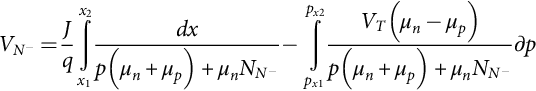 V_{N^-} = \frac{J}{q} \int_{x_1}^{x_2} \frac{dx}{p(\mu_n + \mu_p) + \mu_n N_{N^-}} - \int_{p_{x1}}^{p_{x2}} \frac{V_T(\mu_n - \mu_p)}{p(\mu_n + \mu_p) + \mu_n N_{N^-}} \partial p